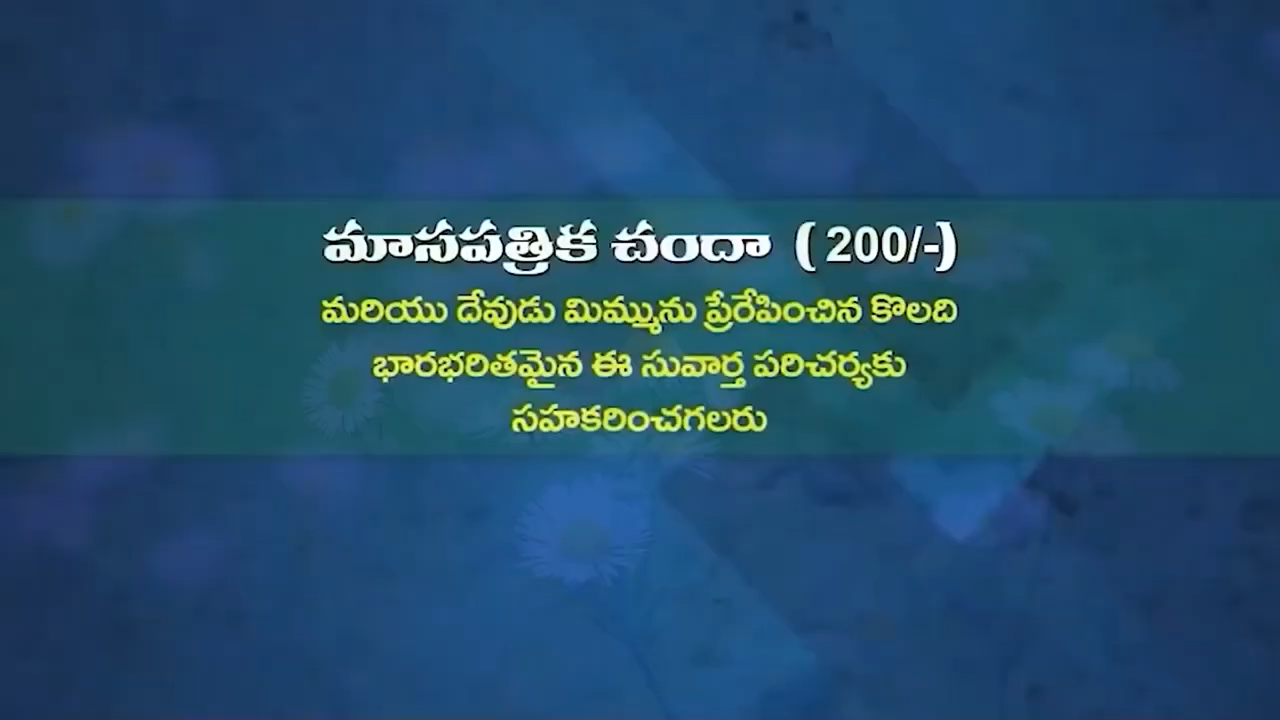 మాసపత్రిక చందా ( 200/-)
మరియు దేవుడు మిమ్మును ప్రేరేపించిన కొలది
భారభరితమైన ఈ సువార్త పరిచర్యకు
సహకరించగలరు